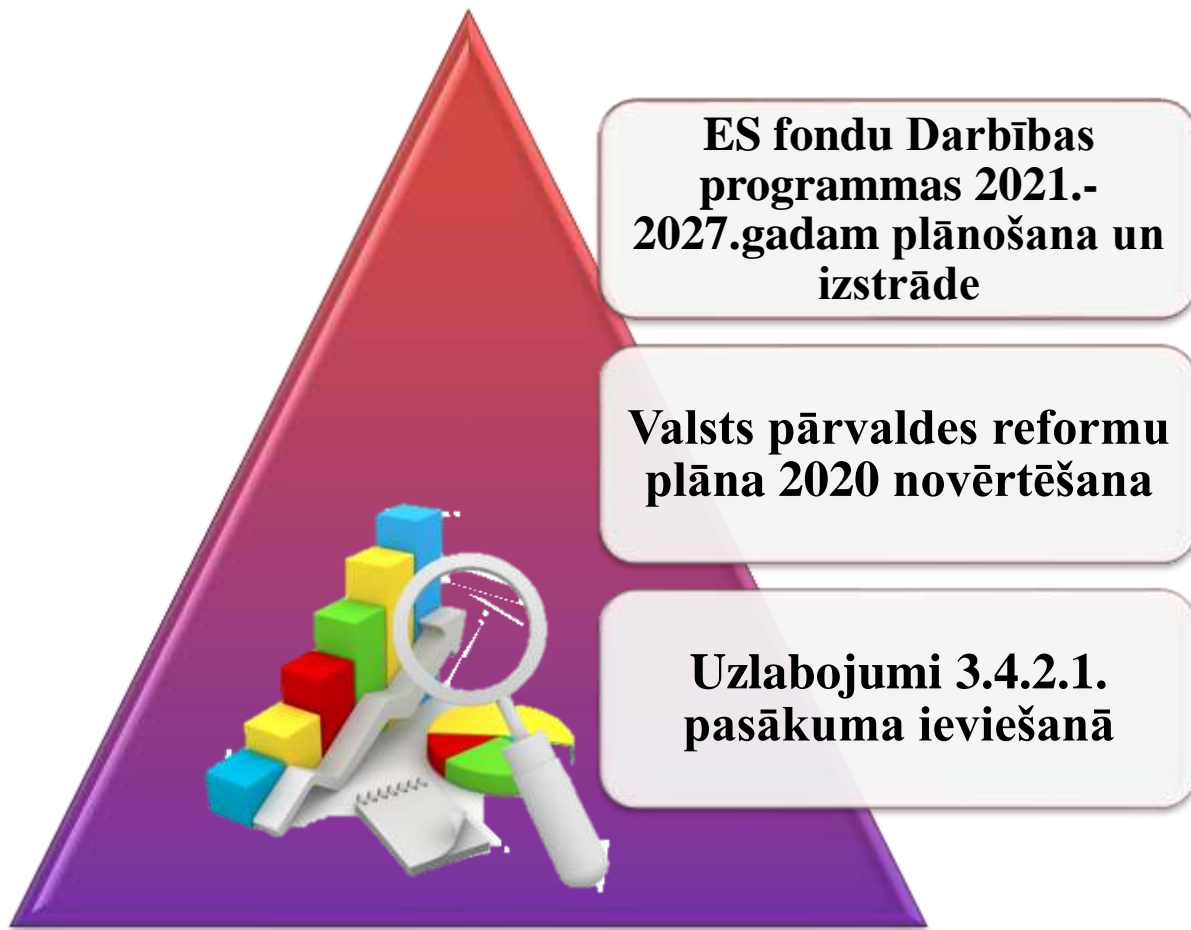 ES fondu Darbības
programmas 2021.-
2027.gadam plānošana un
izstrāde
Valsts pārvaldes reformu
plāna 2020 novērtēšana
Uzlabojumi 3.4.2.1.
pasākuma ieviešanā